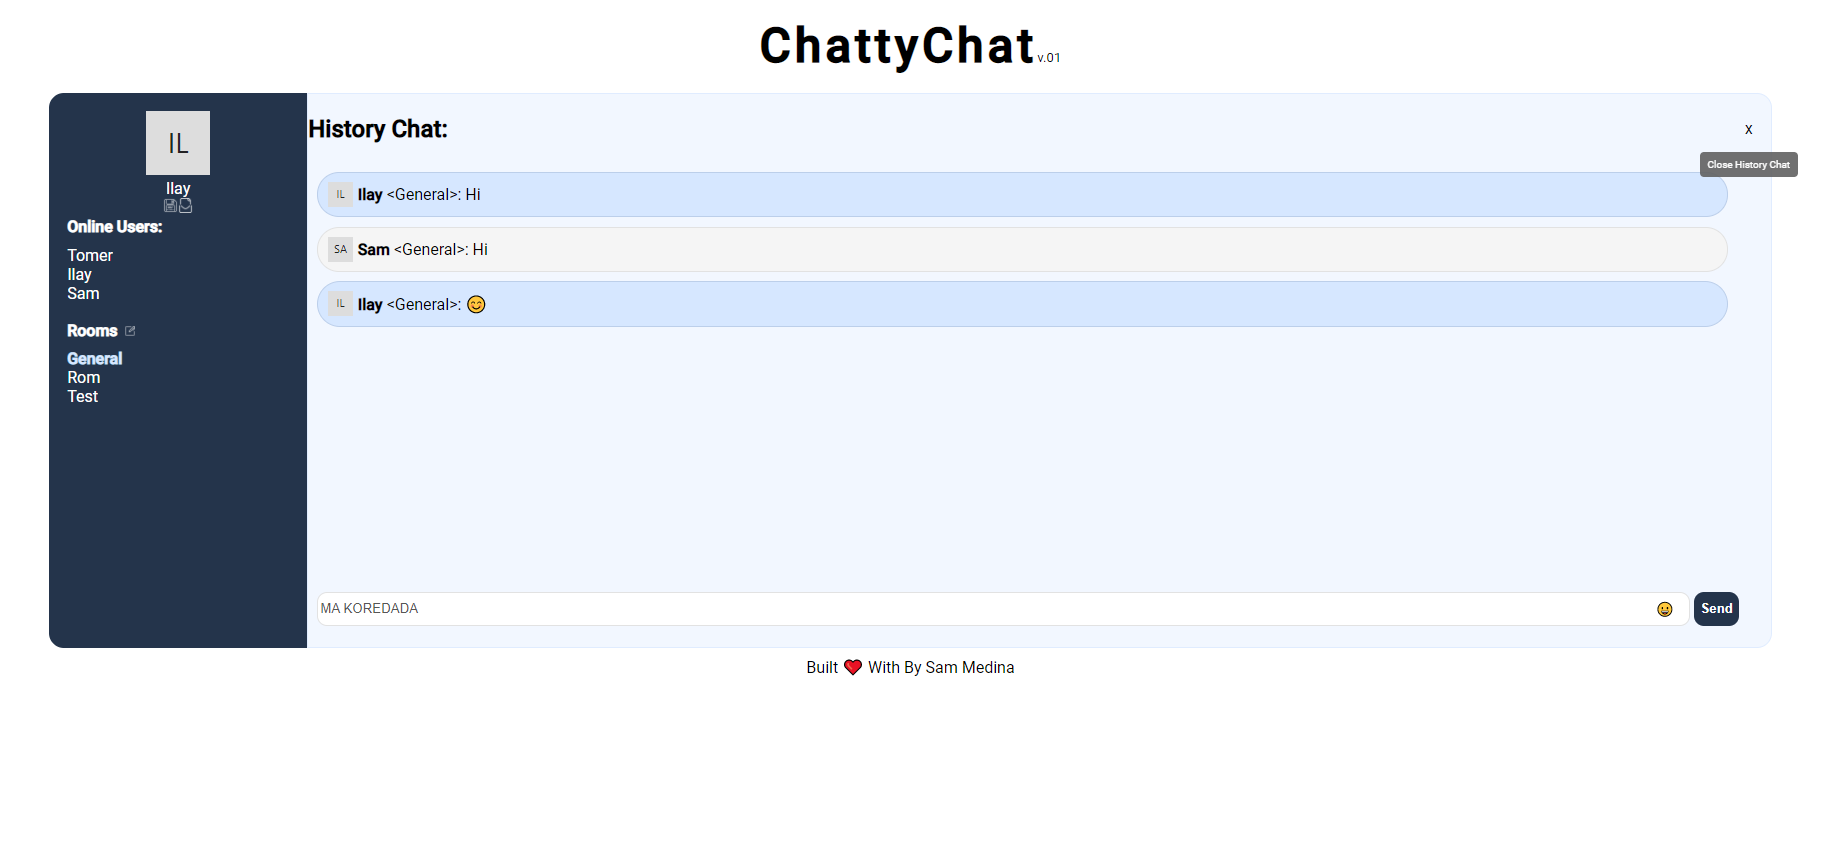 ChattyChat v.01
IL
Ilay
Online Users:
Tomer
Ilay
Sam
Rooms
General
Rom
Test
History Chat:
X
Close History Chat
IL Ilay <General>: Hi
SA Sam <General>: Hi
IL Ilay <General>: 😊
MA KOREDADA
Send
Built ❤ With By Sam Medina